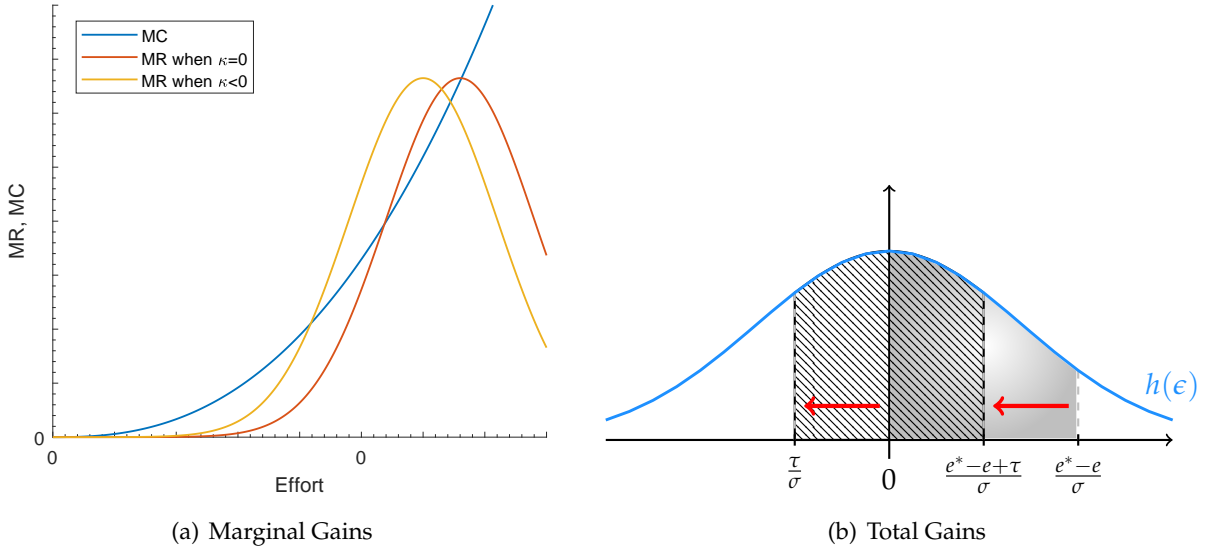 MC
MR when κ=0
MR when κ<0
MR, MC
0
0
0
Effort
(a) Marginal Gains
h(ϵ)
τ/σ
0
e*−e+τ/σ
e*−e/σ
(b) Total Gains